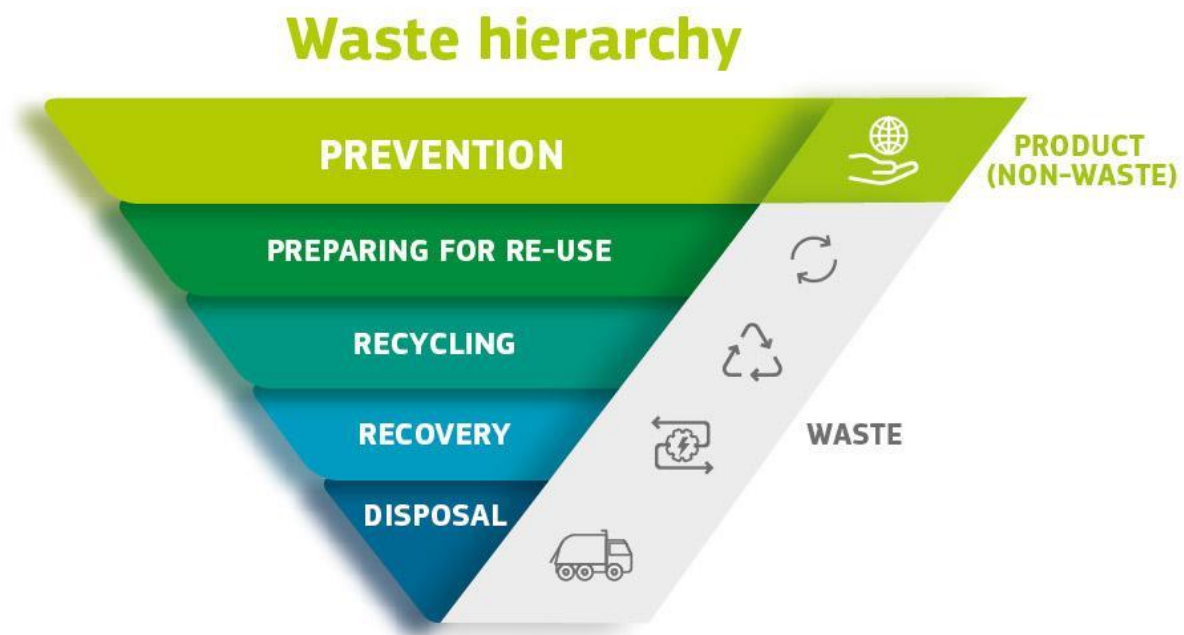 Waste hierarchy
PREVENTION
PRODUCT
(NON-WASTE)
PREPARING FOR RE-USE
RECYCLING
RECOVERY
WASTE
DISPOSAL